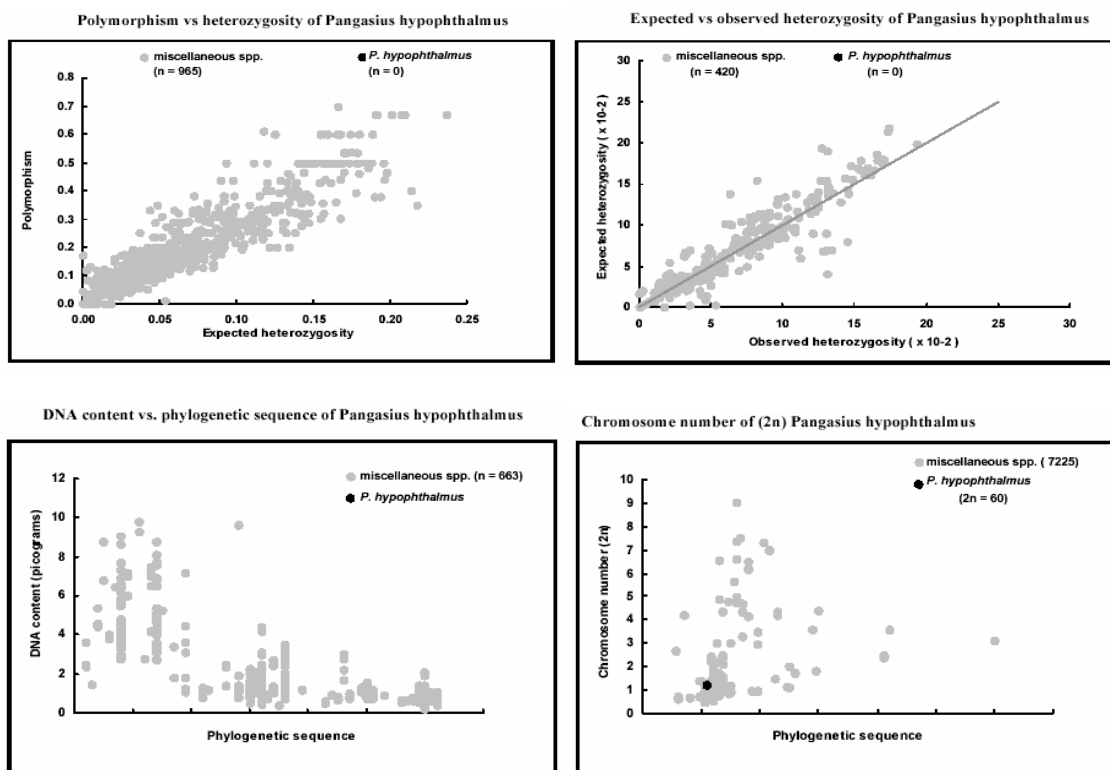 Polymorphism vs heterozygosity of Pangasius hypophthalmus
miscellaneous spp.
(n = 965)
P. hypophthalmus
(n = 0)
Polymorphism
0.8
0.7
0.6
0.5
0.4
0.3
0.2
0.1
0.0
0.00 0.05 0.10 0.15 0.20 0.25
Expected heterozygosity
Expected vs observed heterozygosity of Pangasius hypophthalmus
miscellaneous spp.
(n = 420)
P. hypophthalmus
(n = 0)
Expected heterozygosity ( x 10-2 )
30
25
20
15
10
5
0
0 5 10 15 20 25 30
Observed heterozygosity ( x 10-2 )
DNA content vs. phylogenetic sequence of Pangasius hypophthalmus
miscellaneous spp. (n = 663)
P. hypophthalmus
DNA content (picograms)
12
10
8
6
4
2
0
Phylogenetic sequence
Chromosome number of (2n) Pangasius hypophthalmus
miscellaneous spp. ( 7225)
P. hypophthalmus
(2n = 60)
Chromosome number (2n)
10
9
8
7
6
5
4
3
2
1
0
Phylogenetic sequence